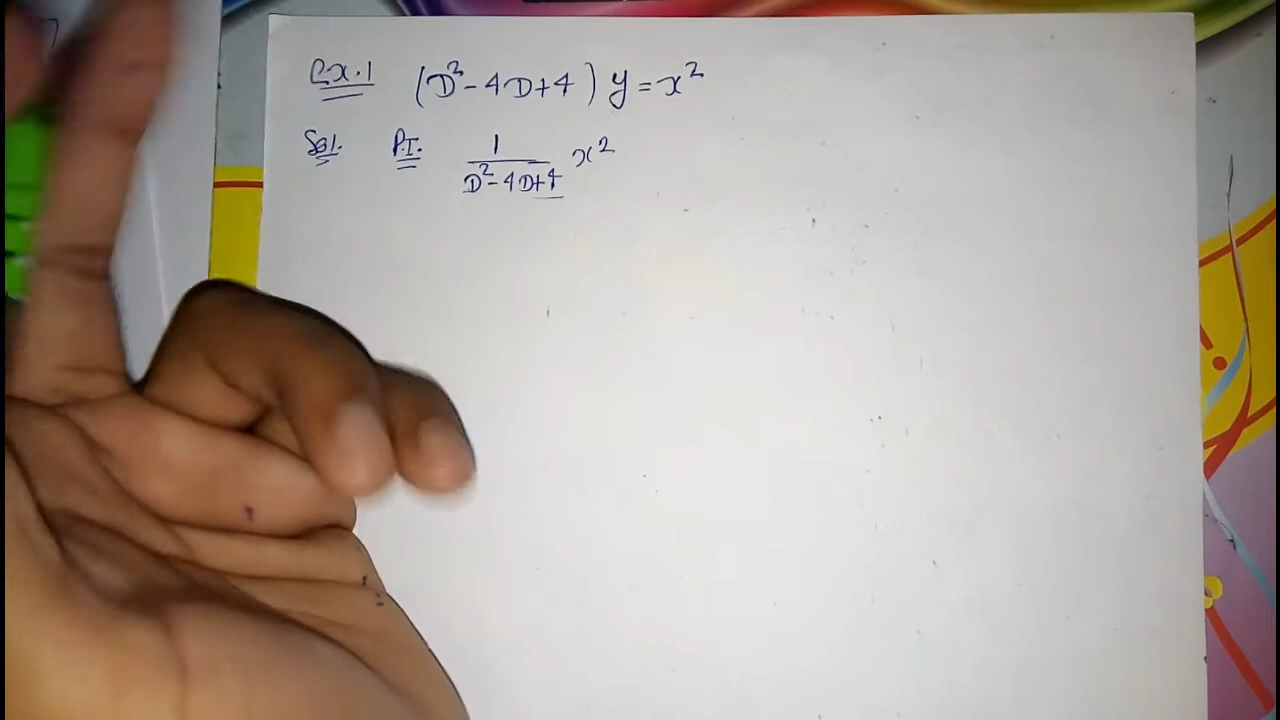 Ex.1 (D²-4D+4) y = x²
Sol. P.I. 1/(D²-4D+4) x²